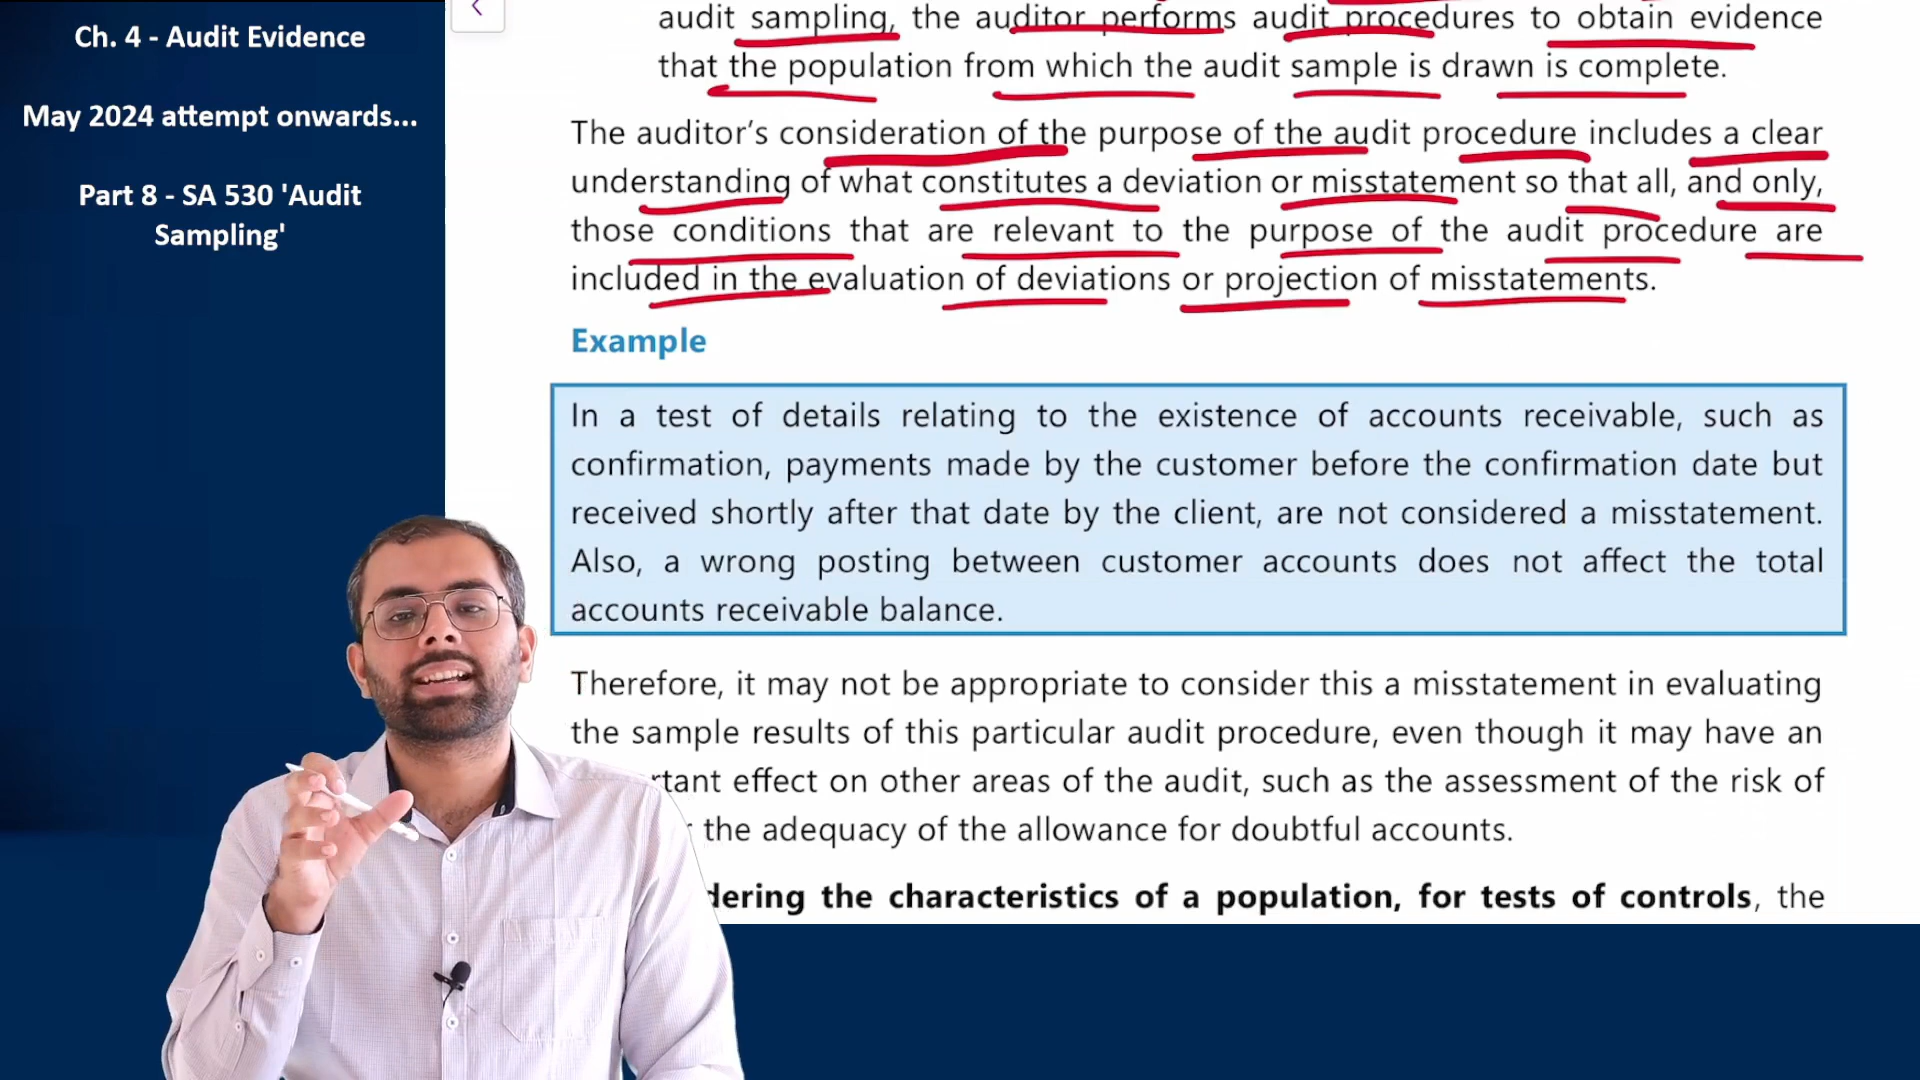 Ch. 4 - Audit Evidence
May 2024 attempt onwards...
Part 8 - SA 530 'Audit
Sampling'
audit sampling, the auditor performs audit procedures to obtain evidence
that the population from which the audit sample is drawn is complete.
The auditor’s consideration of the purpose of the audit procedure includes a clear
understanding of what constitutes a deviation or misstatement so that all, and only,
those conditions that are relevant to the purpose of the audit procedure are
included in the evaluation of deviations or projection of misstatements.
Example
In a test of details relating to the existence of accounts receivable, such as
confirmation, payments made by the customer before the confirmation date but
received shortly after that date by the client, are not considered a misstatement.
Also, a wrong posting between customer accounts does not affect the total
accounts receivable balance.
Therefore, it may not be appropriate to consider this a misstatement in evaluating
the sample results of this particular audit procedure, even though it may have an
effect on other areas of the audit, such as the assessment of the risk of
the adequacy of the allowance for doubtful accounts.
the characteristics of a population, for tests of controls, the